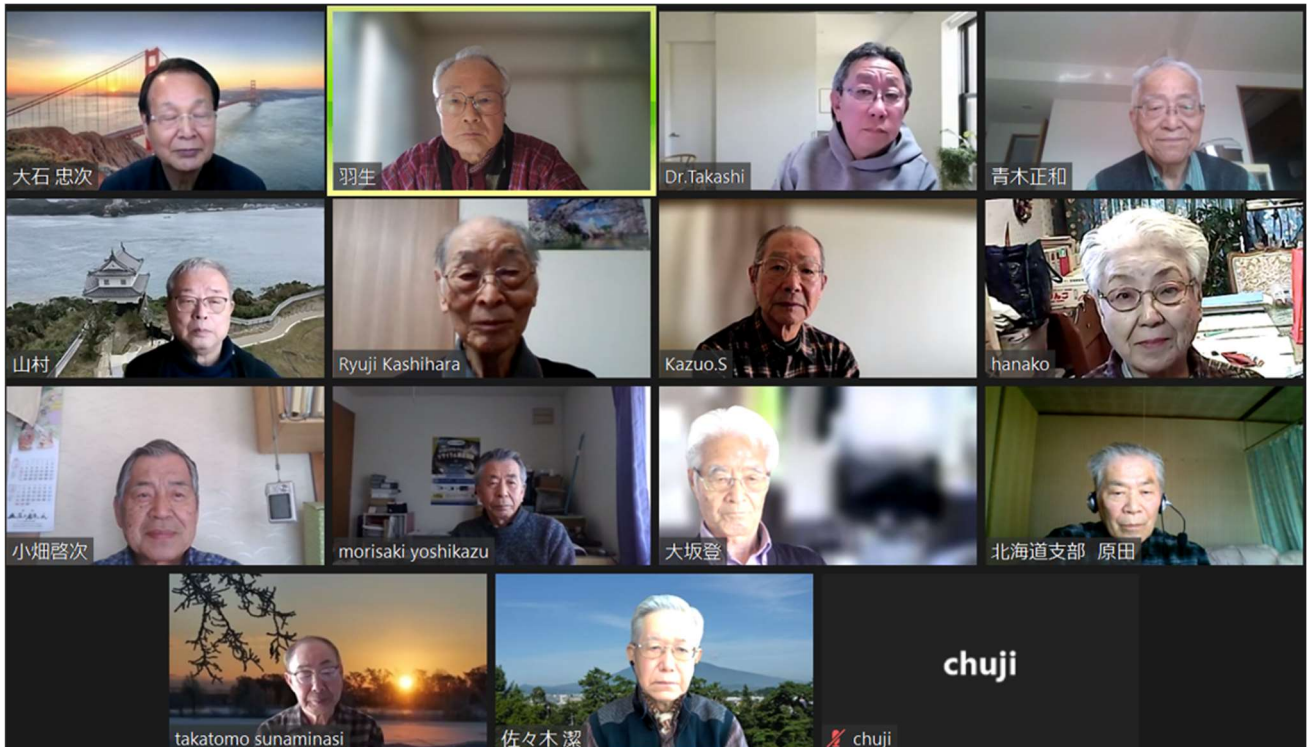 大石 忠次
羽生
Dr.Takashi
青木正和
山村
Ryuji Kashihara
Kazuo.S
hanako
小畑啓次
morisaki yoshikazu
大坂登
北海道支部 原田
takatomo sunaminasi
佐々木 潔
chuji
chuji